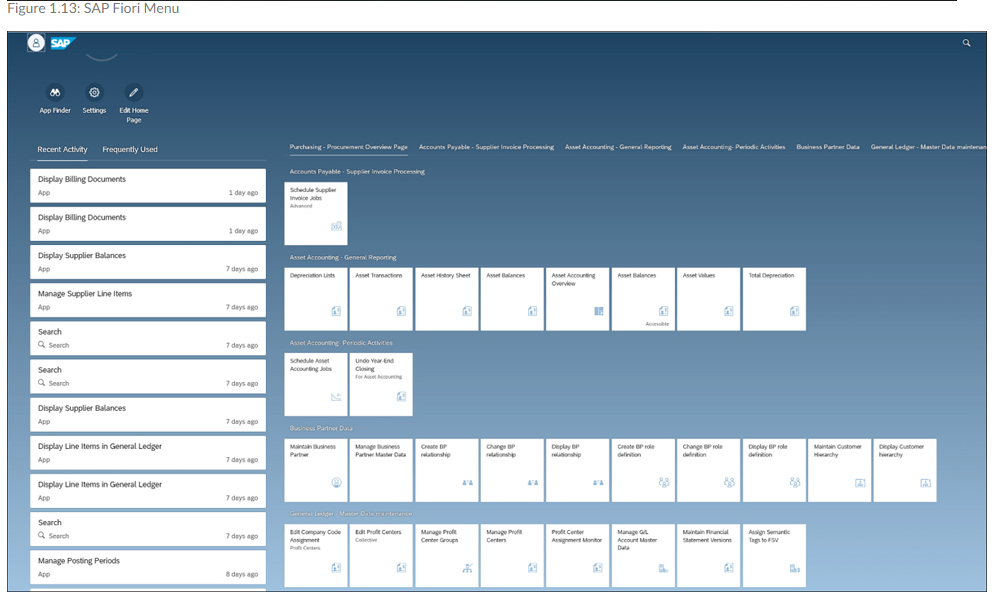 Figure 1.13: SAP Fiori Menu
SAP
App Finder
Settings
Edit Home
Page
Recent Activity
Frequently Used
Display Billing Documents
App
1 day ago
Display Billing Documents
App
1 day ago
Display Supplier Balances
App
7 days ago
Manage Supplier Line Items
App
7 days ago
Search
Search
7 days ago
Search
Search
7 days ago
Display Supplier Balances
App
7 days ago
Display Line Items in General Ledger
App
7 days ago
Display Line Items in General Ledger
App
7 days ago
Search
Search
7 days ago
Manage Posting Periods
App
8 days ago
Purchasing - Procurement Overview Page
Accounts Payable - Supplier Invoice Processing
Asset Accounting - General Reporting
Asset Accounting- Periodic Activities
Business Partner Data
General Ledger - Master Data maintenan
Accounts Payable - Supplier Invoice Processing
Schedule Supplier
Invoice Jobs
Advanced
Asset Accounting - General Reporting
Depreciation Lists
Asset Transactions
Asset History Sheet
Asset Balances
Asset Accounting
Overview
Asset Balances
Accessible
Asset Values
Total Depreciation
Asset Accounting- Periodic Activities
Schedule Asset
Accounting Jobs
Undo Year-End
Closing
For Asset Accounting
Business Partner Data
Maintain Business
Partner
Manage Business
Partner Master Data
Create BP
relationship
Change BP
relationship
Display BP
relationship
Create BP role
definition
Change BP role
definition
Display BP role
definition
Maintain Customer
Hierarchy
Display Customer
hierarchy
General Ledger - Master Data maintenance
Edit Company Code
Assignment
Profit Centers
Edit Profit Centers
Collective
Manage Profit
Center Groups
Manage Profit
Centers
Profit Center
Assignment Monitor
Manage G/L
Account Master
Data
Maintain Financial
Statement Versions
Assign Semantic
Tags to FSV